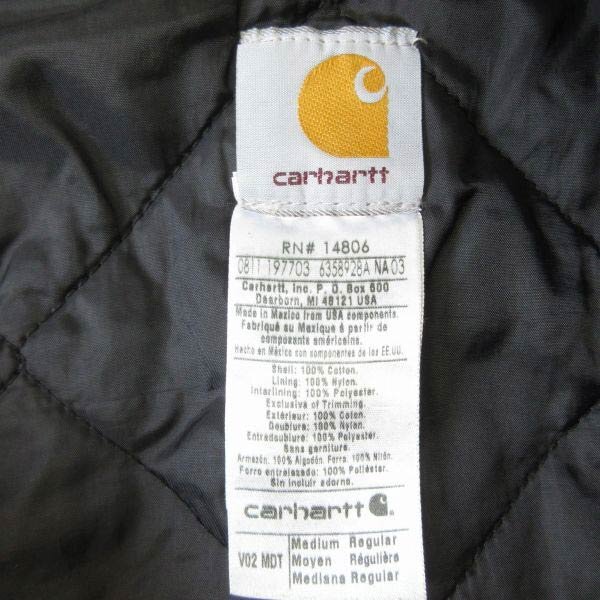 carhartt
RN# 14806
0811 197703 6358928A NA 03
Carhartt, Inc. P. O. Box 600
Dearborn, MI 48121 USA
Made in Mexico from USA components.
Fabriqué au Mexique à partir de
composants américains.
Hecho en México con componentes de los EE.UU.
Shell: 100% Cotton.
Lining: 100% Nylon.
Interlining: 100% Polyester.
Exclusive of Trimming.
Extérieur: 100% Coton.
Doublure: 100% Nylon.
Entredoublure: 100% Polyester.
Sans garniture.
Armazón: 100% Algodón. Forro: 100% Nilón.
Forro entrelazado: 100% Poliéster.
Sin incluir adorno.
carhartt
V02 MDT
Medium Regular
Moyen Régulière
Mediana Regular